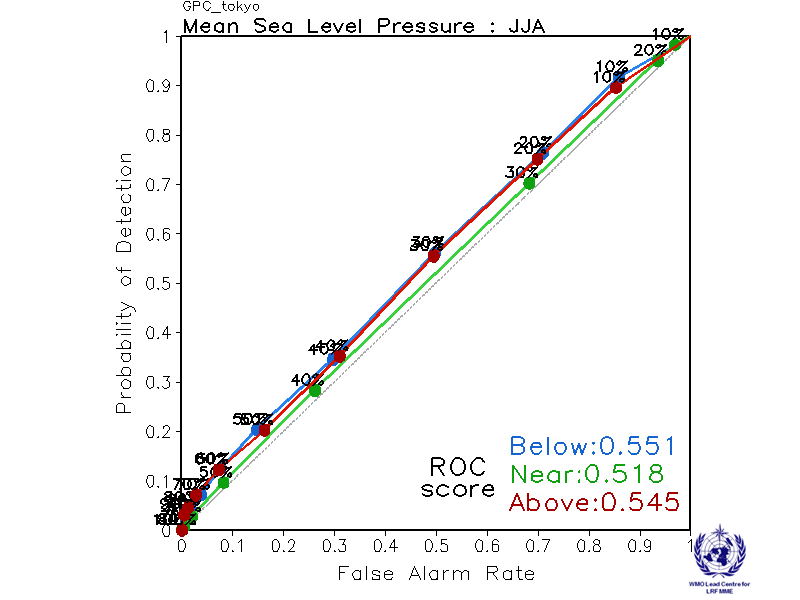 GPC_tokyo
Mean Sea Level Pressure : JJA
1
0.9
0.8
0.7
0.6
0.5
0.4
0.3
0.2
0.1
0
Probability of Detection
10%
20%
10%
10%
20%
20%
30%
30%
30%
40%
40%
40%
50%
50%
60%
60%
50%
70%
ROC
score
Below:0.551
Near:0.518
Above:0.545
0 0.1 0.2 0.3 0.4 0.5 0.6 0.7 0.8 0.9 1
False Alarm Rate
WMO Lead Centre for
LRF MME